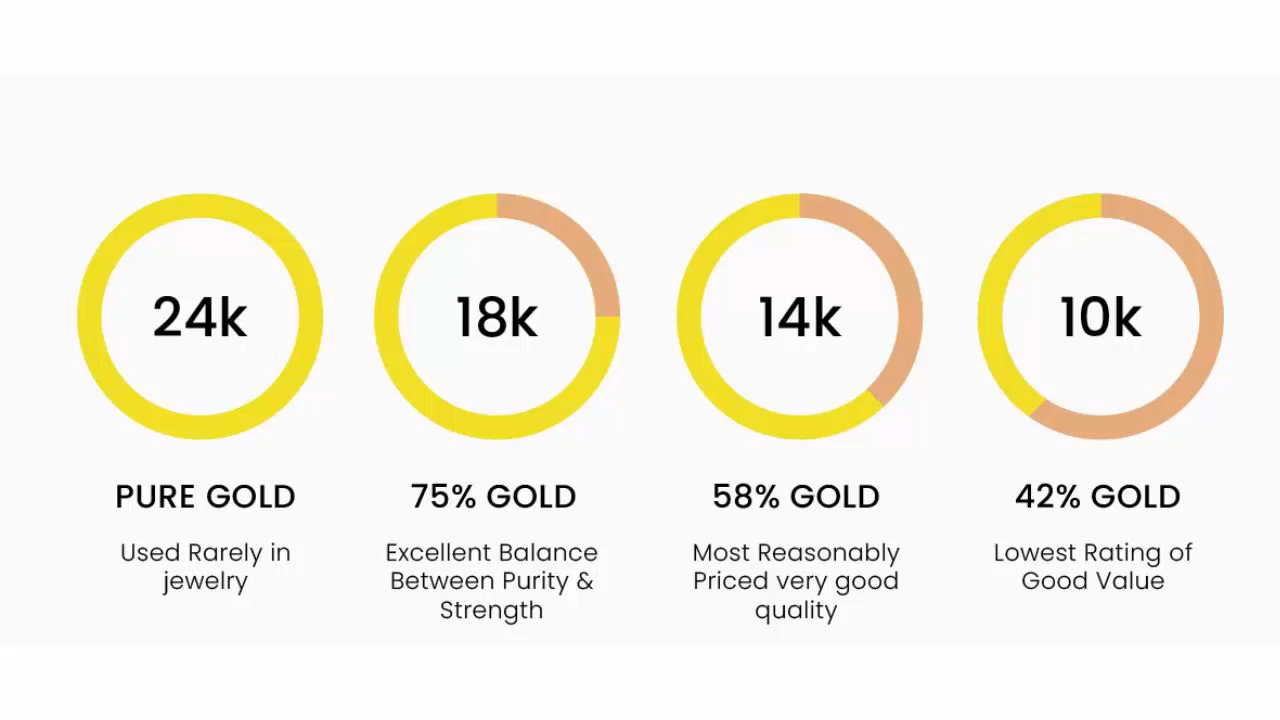 24k
PURE GOLD
Used Rarely in
jewelry
18k
75% GOLD
Excellent Balance
Between Purity &
Strength
14k
58% GOLD
Most Reasonably
Priced very good
quality
10k
42% GOLD
Lowest Rating of
Good Value